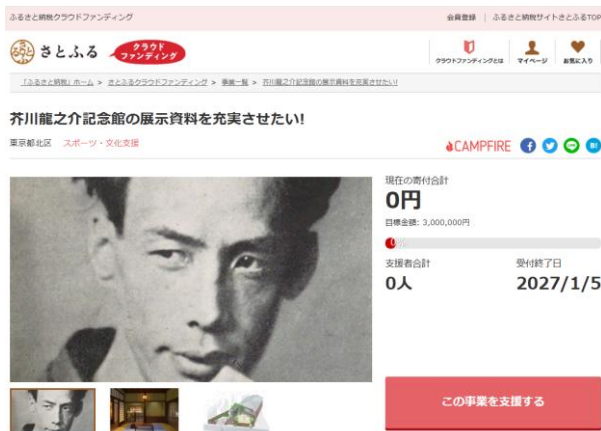 ふるさと納税クラウドファンディング
会員登録 | ふるさと納税サイトさとふるTOP
さとふる クラウドファンディング
クラウドファンディングとは マイページ お気に入り
「ふるさと納税」ホーム > さとふるクラウドファンディング > 事業一覧 > 芥川龍之介記念館の展示資料を充実させたい!
芥川龍之介記念館の展示資料を充実させたい!
東京都北区 スポーツ・文化支援
CAMPFIRE
現在の寄付合計
0円
目標金額: 3,000,000円
0%
支援者合計 受付終了日
0人 2027/1/5
この事業を支援する